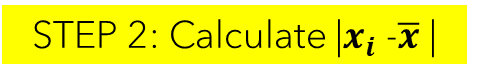 STEP 2: Calculate |𝒙ᵢ -x̅ |